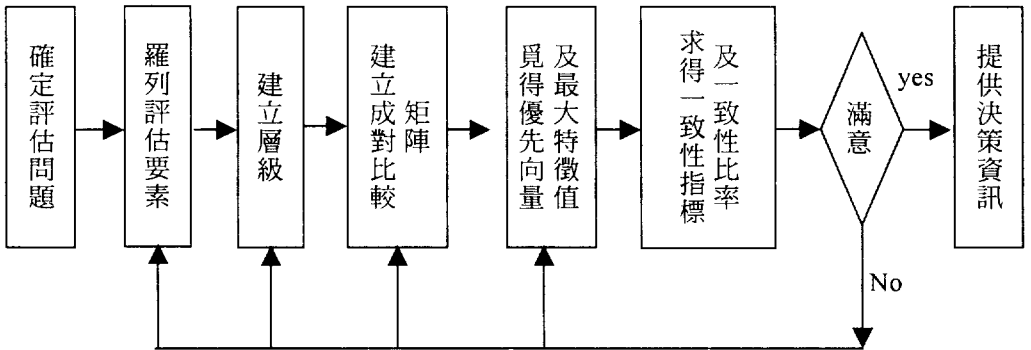 確定評估問題
羅列評估要素
建立層級
建立成對比較
矩陣
覓得優先向量
及最大特徵值
求得一致性指標
及一致性比率
滿意
yes
No
提供決策資訊